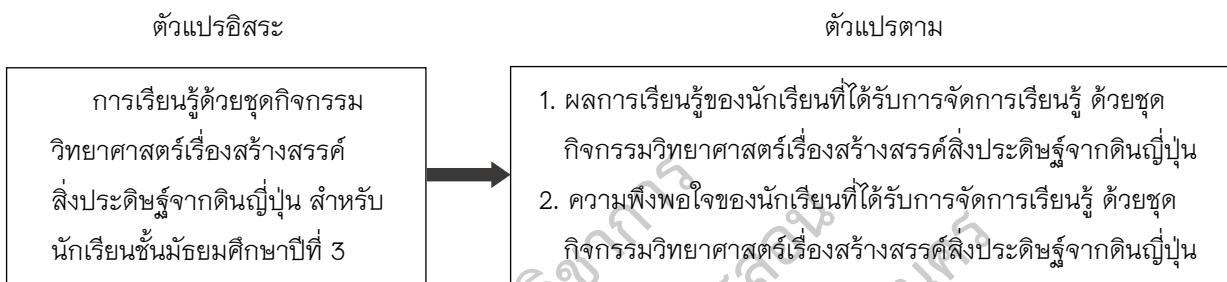 ตัวแปรอิสระ
ตัวแปรตาม
การเรียนรู้ด้วยชุดกิจกรรม
วิทยาศาสตร์เรื่องสร้างสรรค์
สิ่งประดิษฐ์จากดินญี่ปุ่น สำหรับ
นักเรียนชั้นมัธยมศึกษาปีที่ 3
1. ผลการเรียนรู้ของนักเรียนที่ได้รับการจัดการเรียนรู้ ด้วยชุด
กิจกรรมวิทยาศาสตร์เรื่องสร้างสรรค์สิ่งประดิษฐ์จากดินญี่ปุ่น
2. ความพึงพอใจของนักเรียนที่ได้รับการจัดการเรียนรู้ ด้วยชุด
กิจกรรมวิทยาศาสตร์เรื่องสร้างสรรค์สิ่งประดิษฐ์จากดินญี่ปุ่น